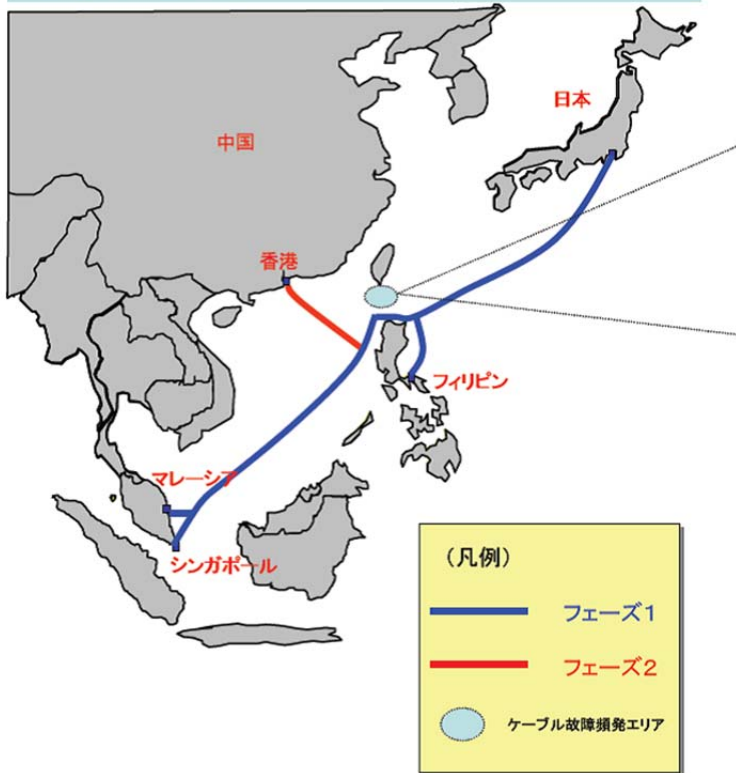 日本
中国
香港
フィリピン
マレーシア
シンガポール
(凡例)
フェーズ1
フェーズ2
ケーブル故障頻発エリア